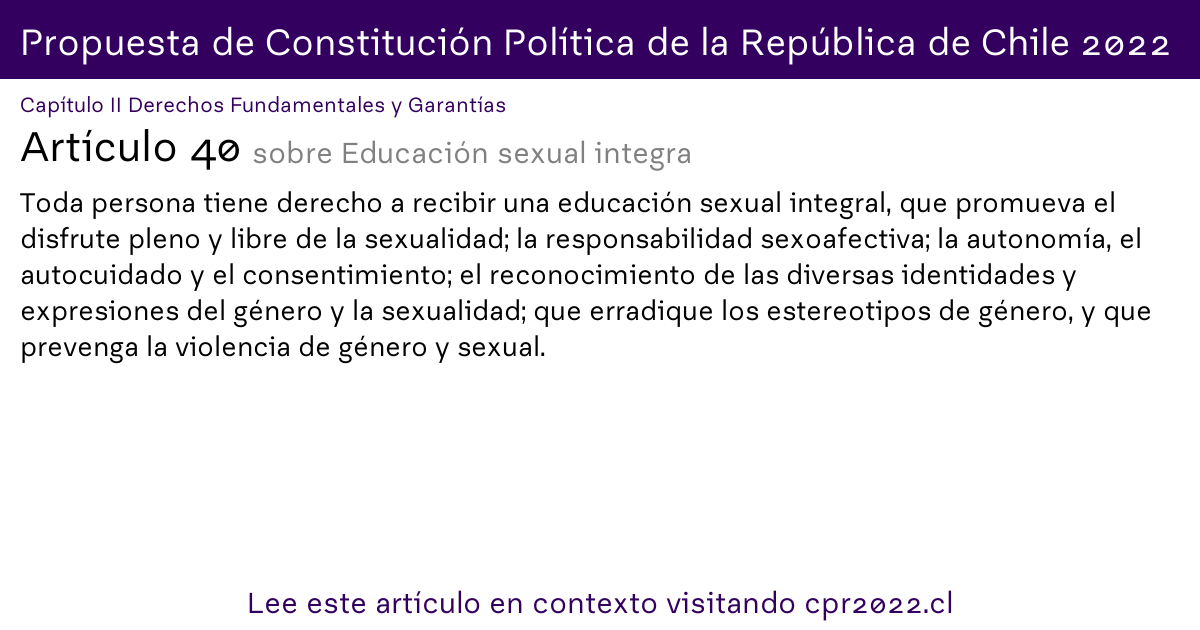 Propuesta de Constitución Política de la República de Chile 2022
Capítulo II Derechos Fundamentales y Garantías
Artículo 40 sobre Educación sexual integra
Toda persona tiene derecho a recibir una educación sexual integral, que promueva el
disfrute pleno y libre de la sexualidad; la responsabilidad sexoafectiva; la autonomía, el
autocuidado y el consentimiento; el reconocimiento de las diversas identidades y
expresiones del género y la sexualidad; que erradique los estereotipos de género, y que
prevenga la violencia de género y sexual.
Lee este artículo en contexto visitando cpr2022.cl